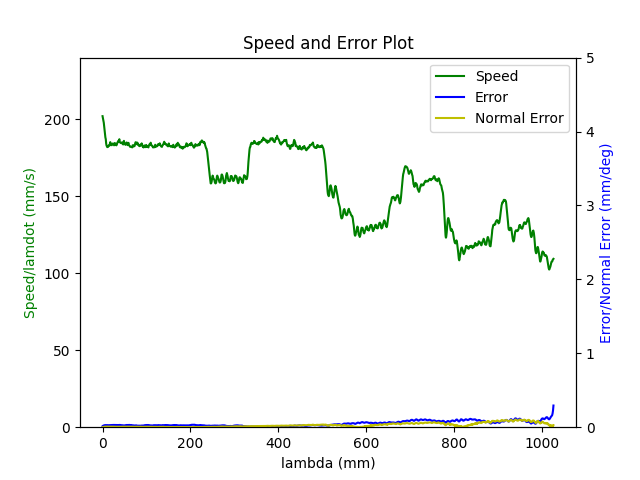 Speed and Error Plot
Speed
Error
Normal Error
Speed/lamdot (mm/s)
200
150
100
50
0
5
4
3
2
1
0
Error/Normal Error (mm/deg)
0
200
400
600
800
1000
lambda (mm)